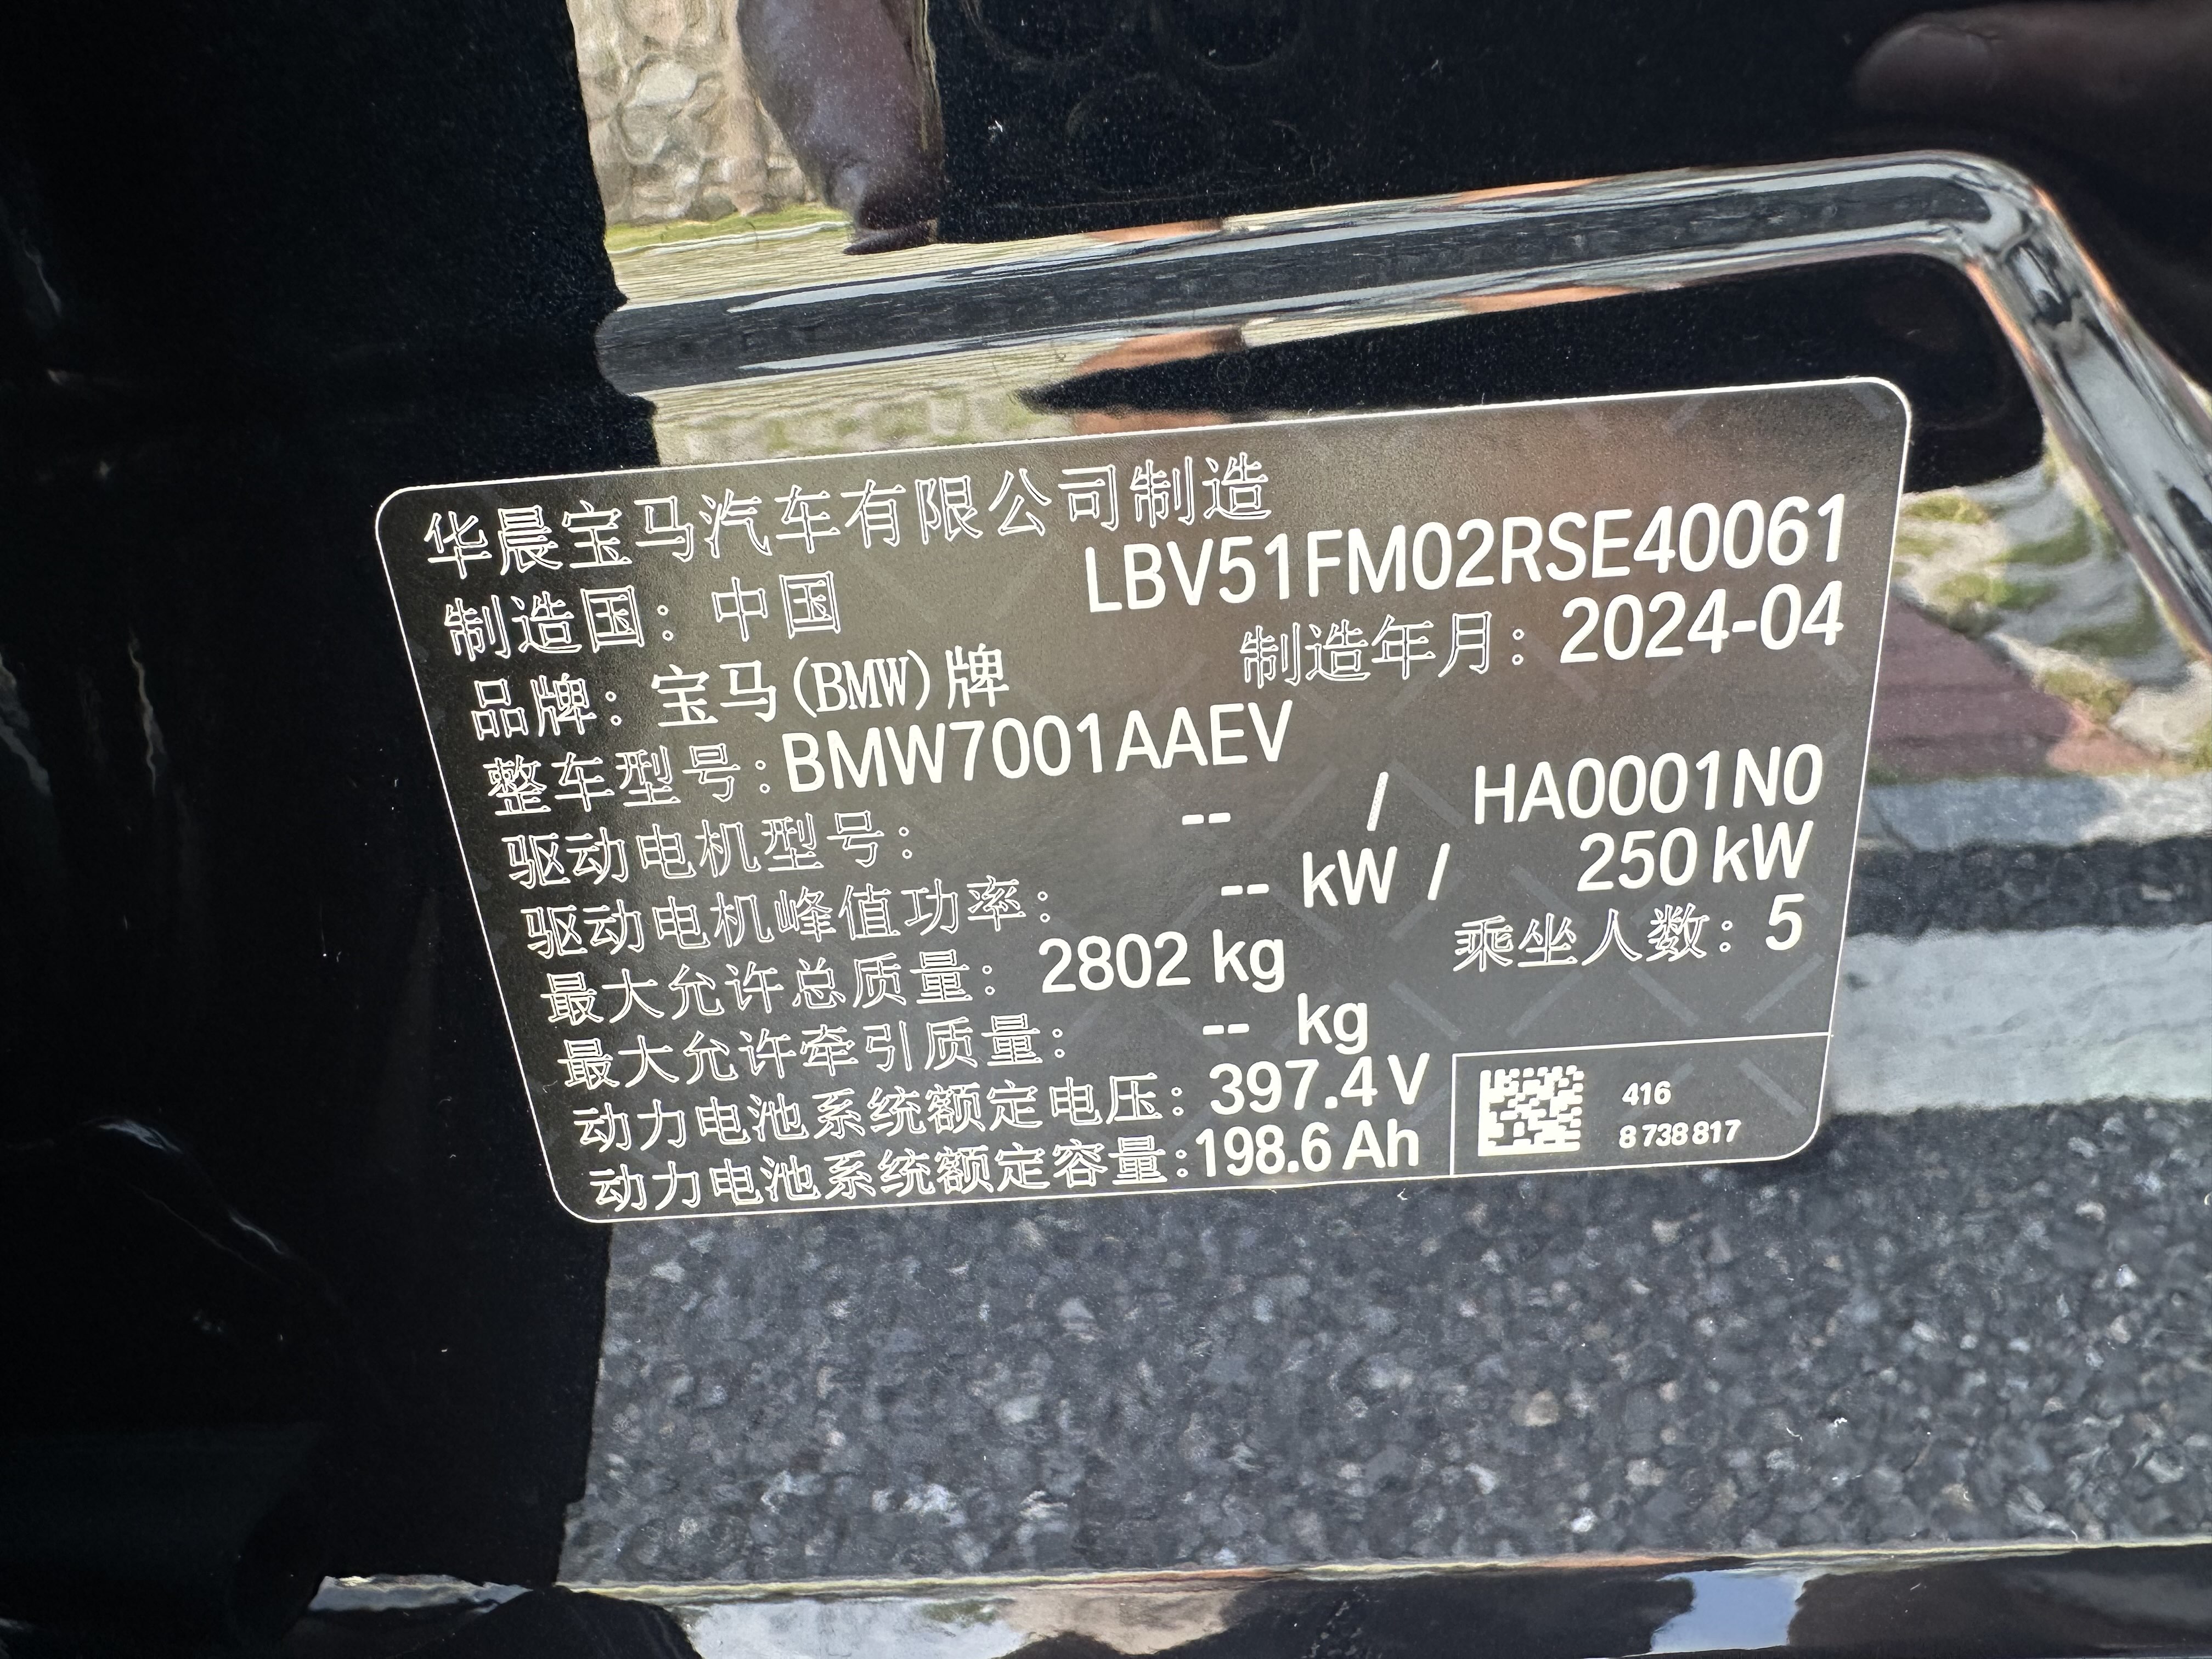 华晨宝马汽车有限公司制造
LBV51FM02RSE40061
制造国：中国
制造年月：2024-04
品牌：宝马(BMW)牌
整车型号：BMW7001AAEV
驱动电机型号： -- / HA0001N0
驱动电机峰值功率： -- kW / 250 kW
最大允许总质量： 2802 kg 乘坐人数：5
最大允许牵引质量： -- kg
动力电池系统额定电压：397.4 V
动力电池系统额定容量：198.6 Ah
416
8 738 817